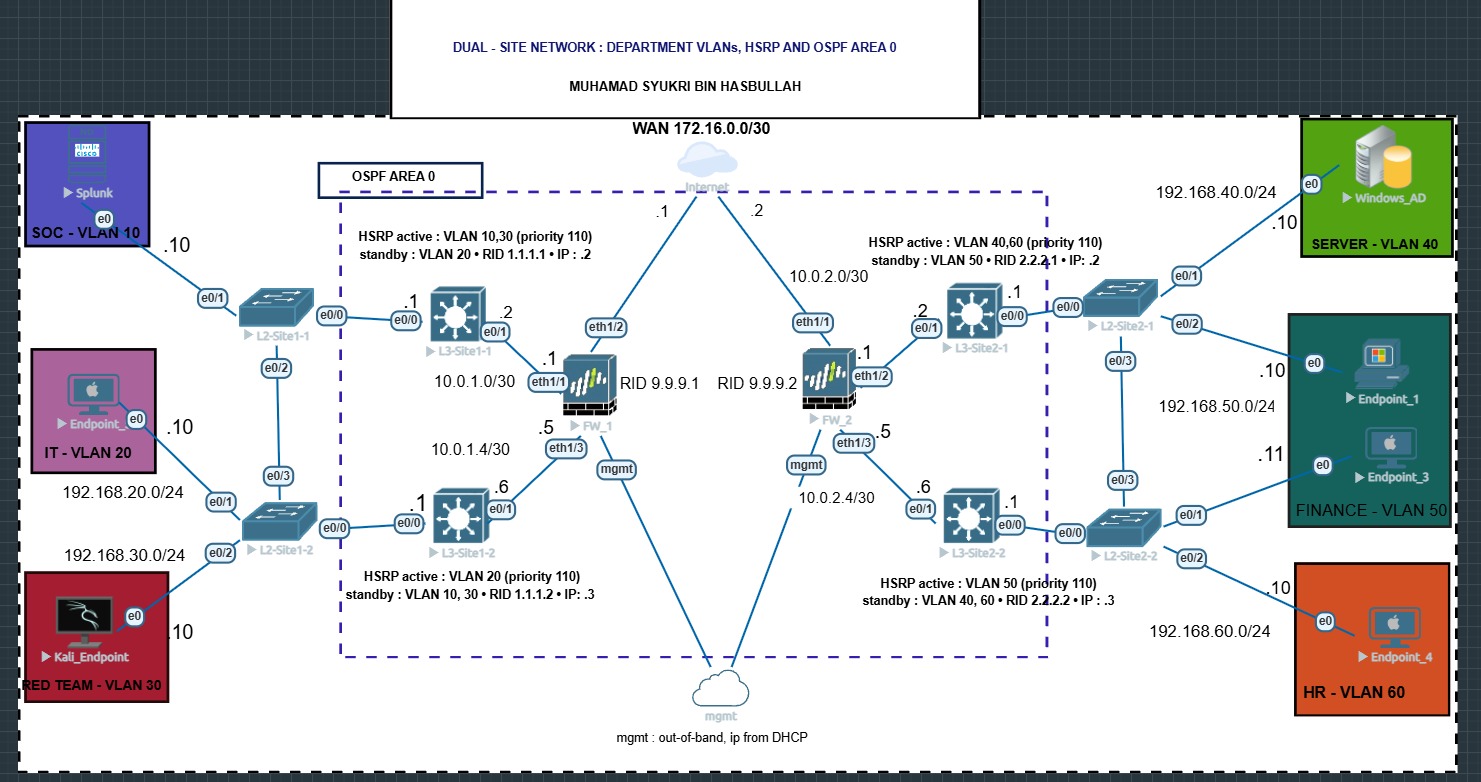 DUAL - SITE NETWORK : DEPARTMENT VLANs, HSRP AND OSPF AREA 0
MUHAMAD SYUKRI BIN HASBULLAH
WAN 172.16.0.0/30
Internet
.1
.2
OSPF AREA 0
CISCO
Splunk
e0
SOC - VLAN 10
.10
e0/1
L2-Site1-1
e0/0
e0/2
HSRP active : VLAN 10,30 (priority 110)
standby : VLAN 20 • RID 1.1.1.1 • IP : .2
.1
e0/0
L3-Site1-1
.2
e0/1
10.0.1.0/30
.1
eth1/1
eth1/2
RID 9.9.9.1
FW_1
.5
eth1/3
mgmt
10.0.1.4/30
Endpoint_
e0
IT - VLAN 20
.10
192.168.20.0/24
e0/1
e0/3
L2-Site1-2
e0/0
192.168.30.0/24
e0/2
.1
e0/0
L3-Site1-2
.6
e0/1
HSRP active : VLAN 20 (priority 110)
standby : VLAN 10, 30 • RID 1.1.1.2 • IP: .3
e0
.10
Kali_Endpoint
RED TEAM - VLAN 30
HSRP active : VLAN 40,60 (priority 110)
standby : VLAN 50 • RID 2.2.2.1 • IP: .2
10.0.2.0/30
eth1/1
RID 9.9.9.2
.1
eth1/2
FW_2
.5
eth1/3
mgmt
10.0.2.4/30
.2
e0/1
L3-Site2-1
.1
e0/0
e0/0
L2-Site2-1
e0/1
e0/2
e0/3
192.168.40.0/24
.10
e0
Windows_AD
SERVER - VLAN 40
e0
.10
Endpoint_1
192.168.50.0/24
.11
e0
Endpoint_3
FINANCE - VLAN 50
.6
e0/1
L3-Site2-2
.1
e0/0
e0/0
e0/3
L2-Site2-2
e0/1
e0/2
HSRP active : VLAN 50 (priority 110)
standby : VLAN 40, 60 • RID 2.2.2.2 • IP : .3
192.168.60.0/24
.10
e0
Endpoint_4
HR - VLAN 60
mgmt
mgmt : out-of-band, ip from DHCP